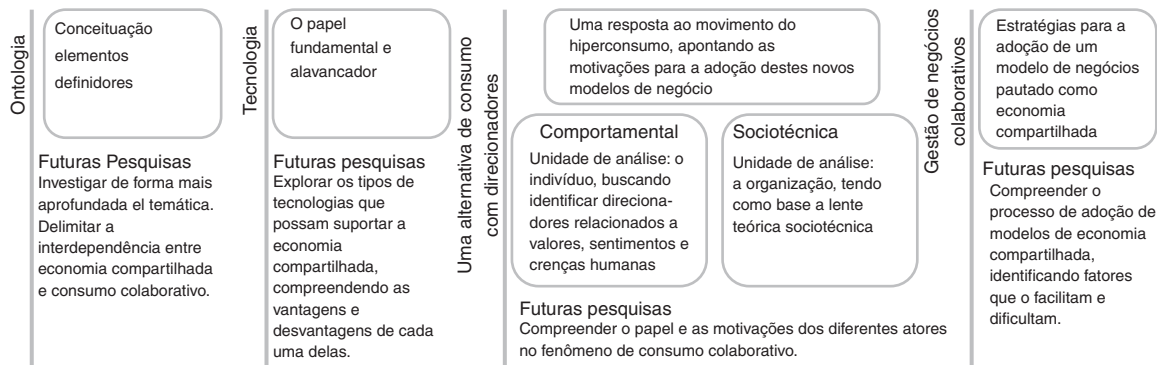 Ontologia
Conceituação
elementos
definidores
Futuras Pesquisas
Investigar de forma mais
aprofundada el temática.
Delimitar a
interdependência entre
economia compartilhada
e consumo colaborativo.
Tecnologia
O papel
fundamental e
alavancador
Futuras pesquisas
Explorar os tipos de
tecnologias que
possam suportar a
economia
compartilhada,
compreendendo as
vantagens e
desvantagens de cada
uma delas.
Uma alternativa de consumo
com direcionadores
Uma resposta ao movimento do
hiperconsumo, apontando as
motivações para a adoção destes novos
modelos de negócio
Comportamental
Unidade de análise: o
indivíduo, buscando
identificar direciona-
dores relacionados a
valores, sentimentos e
crenças humanas
Sociotécnica
Unidade de análise:
a organização, tendo
como base a lente
teórica sociotécnica
Futuras pesquisas
Compreender o papel e as motivações dos diferentes atores
no fenômeno de consumo colaborativo.
Gestão de negócios
colaborativos
Estratégias para a
adoção de um
modelo de negócios
pautado como
economia
compartilhada
Futuras pesquisas
Compreender o
processo de adoção de
modelos de economia
compartilhada,
identificando fatores
que o facilitam e
dificultam.